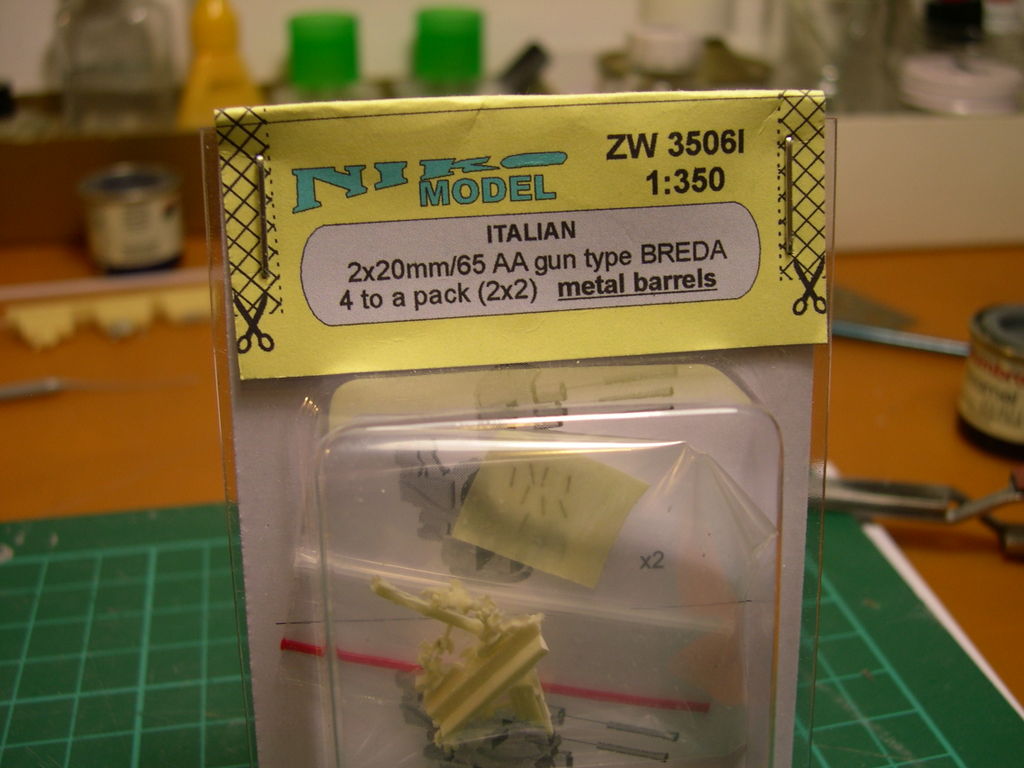 NIKO
MODEL
ZW 3506I
1:350
ITALIAN
2x20mm/65 AA gun type BREDA
4 to a pack (2x2) metal barrels
x2